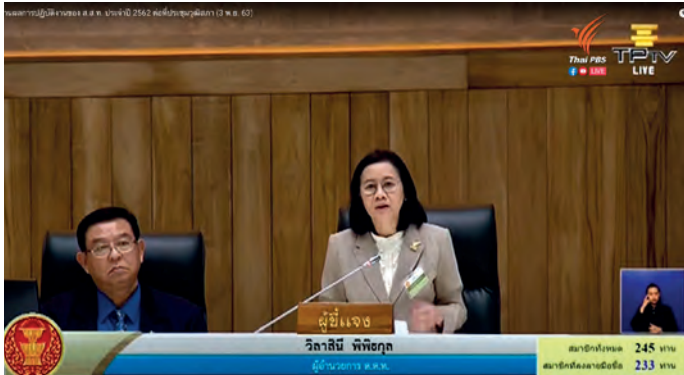 านผลการปฏิบัติงานของ ส.ส.ท. ประจำปี 2562 ต่อที่ประชุมวุฒิสภา (3 พ.ย. 63)
Thai PBS
LIVE
TPTV
LIVE
ผู้ชี้แจง
วิลาสินี พิพิธกุล
ผู้อำนวยการ ส.ส.ท.
สมาชิกทั้งหมด 245 ท่าน
สมาชิกที่ลงลายมือชื่อ 233 ท่าน